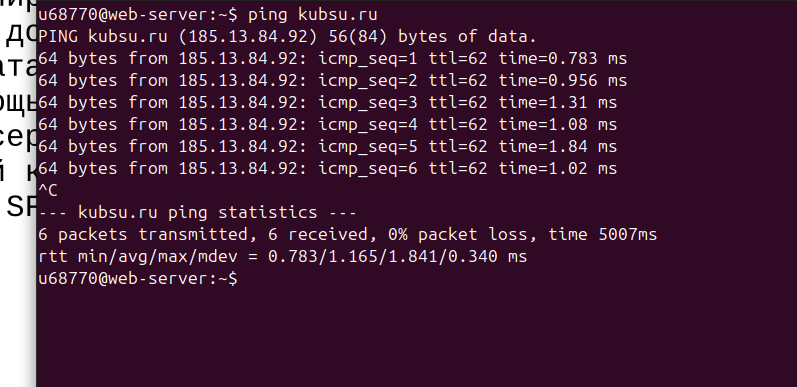 u68770@web-server:~$ ping kubsu.ru
PING kubsu.ru (185.13.84.92) 56(84) bytes of data.
64 bytes from 185.13.84.92: icmp_seq=1 ttl=62 time=0.783 ms
64 bytes from 185.13.84.92: icmp_seq=2 ttl=62 time=0.956 ms
64 bytes from 185.13.84.92: icmp_seq=3 ttl=62 time=1.31 ms
64 bytes from 185.13.84.92: icmp_seq=4 ttl=62 time=1.08 ms
64 bytes from 185.13.84.92: icmp_seq=5 ttl=62 time=1.84 ms
64 bytes from 185.13.84.92: icmp_seq=6 ttl=62 time=1.02 ms
^C
--- kubsu.ru ping statistics ---
6 packets transmitted, 6 received, 0% packet loss, time 5007ms
rtt min/avg/max/mdev = 0.783/1.165/1.841/0.340 ms
u68770@web-server:~$